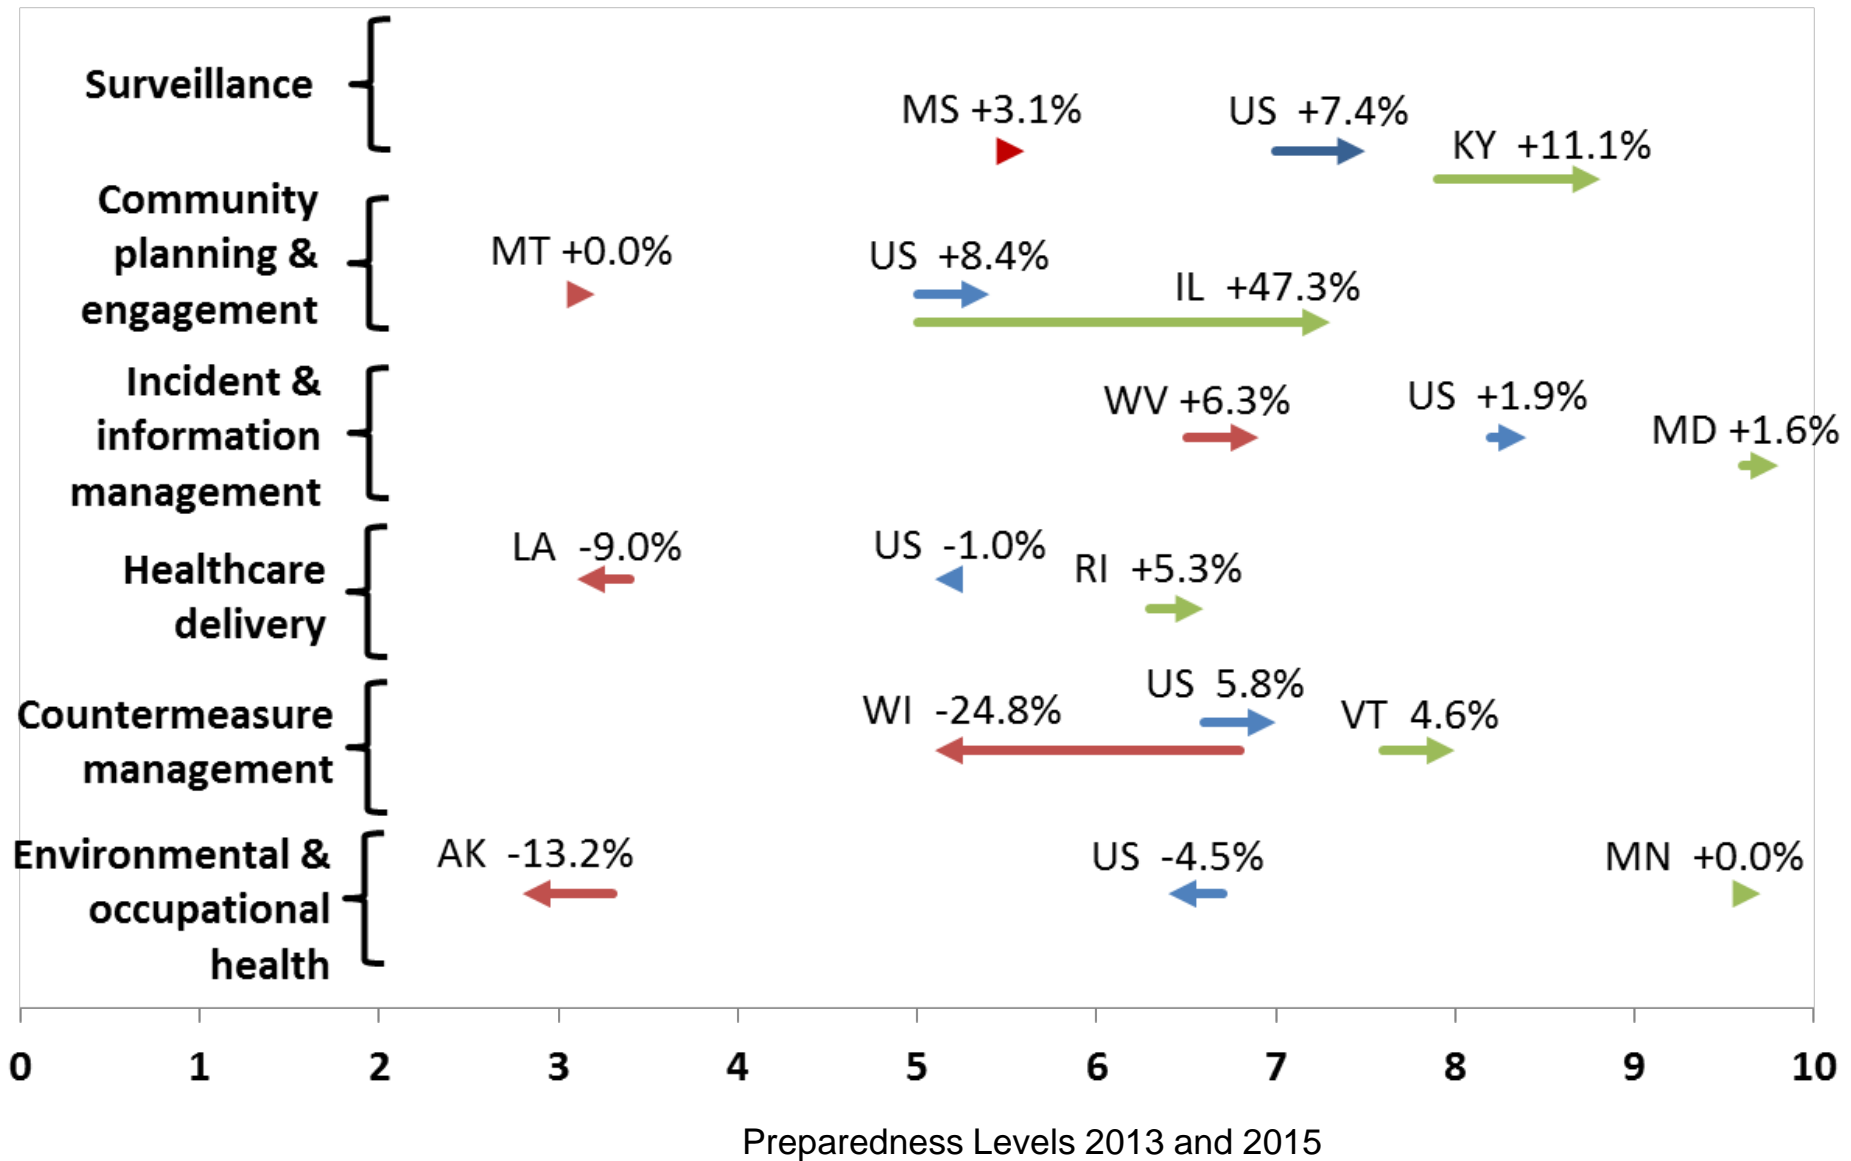 Surveillance
MS +3.1%
US +7.4%
KY +11.1%
Community
planning &
engagement
MT +0.0%
US +8.4%
IL +47.3%
Incident &
information
management
WV +6.3%
US +1.9%
MD +1.6%
Healthcare
delivery
LA -9.0%
US -1.0%
RI +5.3%
Countermeasure
management
WI -24.8%
US 5.8%
VT 4.6%
Environmental &
occupational
health
AK -13.2%
US -4.5%
MN +0.0%
0 1 2 3 4 5 6 7 8 9 10
Preparedness Levels 2013 and 2015